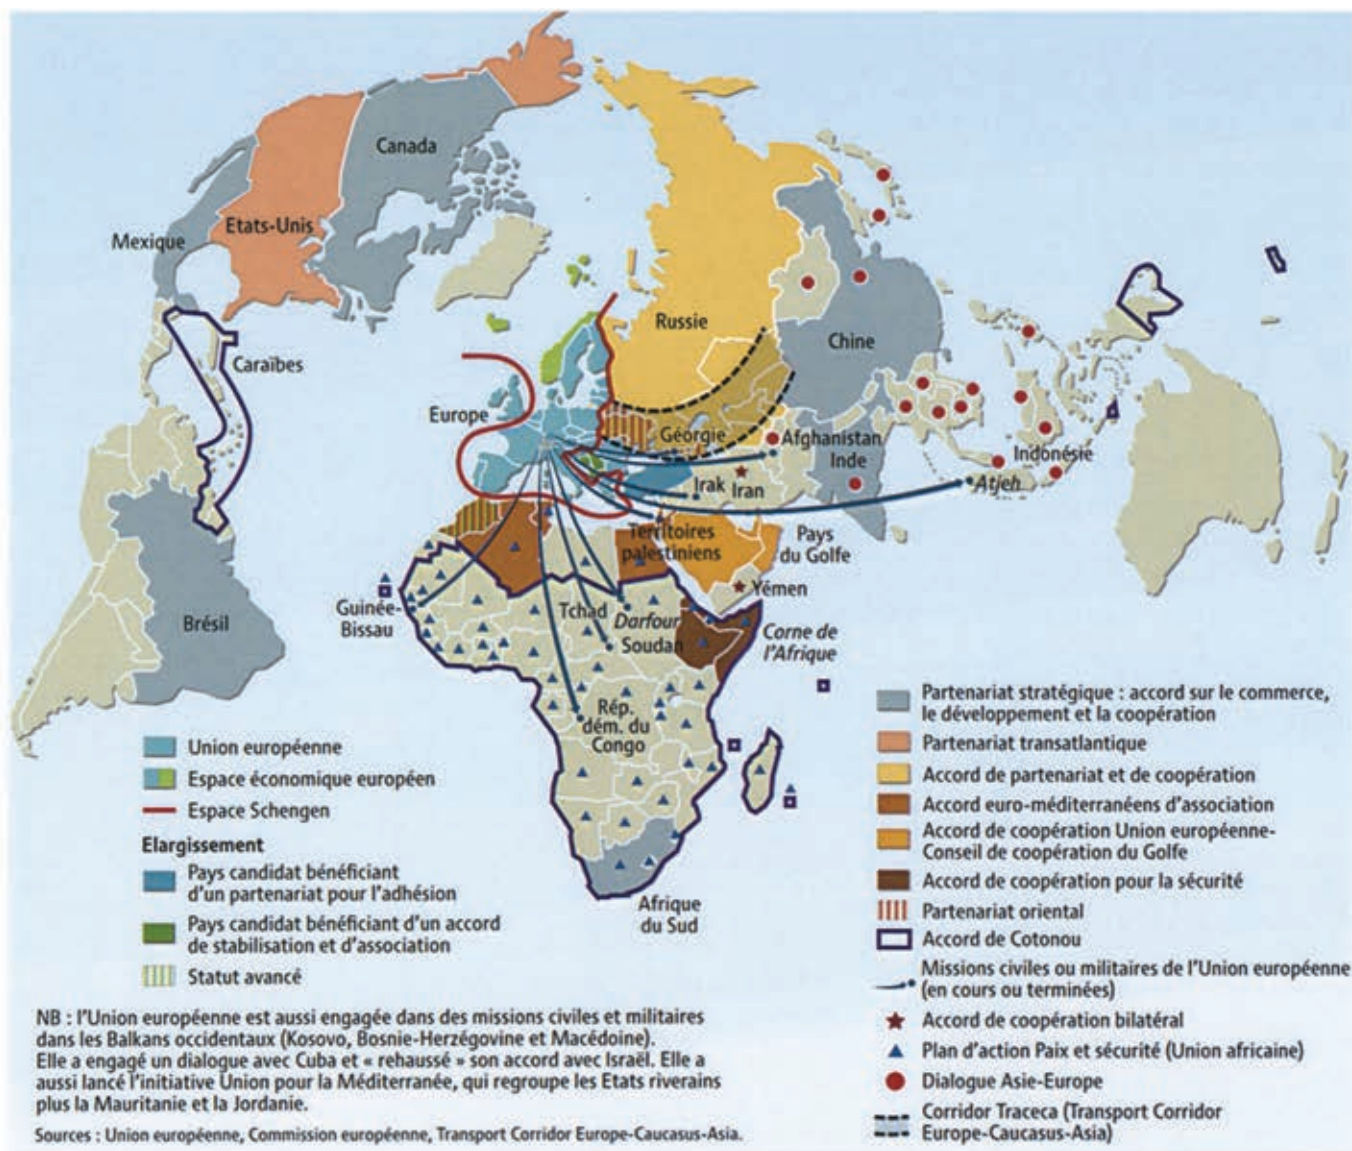 Canada
Etats-Unis
Mexique
Caraïbes
Brésil
Europe
Russie
Chine
Géorgie
Afghanistan
Inde
Irak
Iran
Indonésie
Atjeh
Territoires
palestiniens
Pays
du Golfe
Yémen
Guinée-
Bissau
Tchad
Darfour
Soudan
Corne de
l'Afrique
Rép.
dém. du
Congo
Afrique
du Sud
Union européenne
Espace économique européen
Espace Schengen
Elargissement
Pays candidat bénéficiant
d'un partenariat pour l'adhésion
Pays candidat bénéficiant d'un accord
de stabilisation et d'association
Statut avancé
Partenariat stratégique : accord sur le commerce,
le développement et la coopération
Partenariat transatlantique
Accord de partenariat et de coopération
Accord euro-méditerranéens d'association
Accord de coopération Union européenne-
Conseil de coopération du Golfe
Accord de coopération pour la sécurité
Partenariat oriental
Accord de Cotonou
Missions civiles ou militaires de l'Union européenne
(en cours ou terminées)
Accord de coopération bilatéral
Plan d'action Paix et sécurité (Union africaine)
Dialogue Asie-Europe
Corridor Traceca (Transport Corridor
Europe-Caucasus-Asia)
NB : l'Union européenne est aussi engagée dans des missions civiles et militaires
dans les Balkans occidentaux (Kosovo, Bosnie-Herzégovine et Macédoine).
Elle a engagé un dialogue avec Cuba et « rehaussé » son accord avec Israël. Elle a
aussi lancé l'initiative Union pour la Méditerranée, qui regroupe les Etats riverains
plus la Mauritanie et la Jordanie.
Sources : Union européenne, Commission européenne, Transport Corridor Europe-Caucasus-Asia.